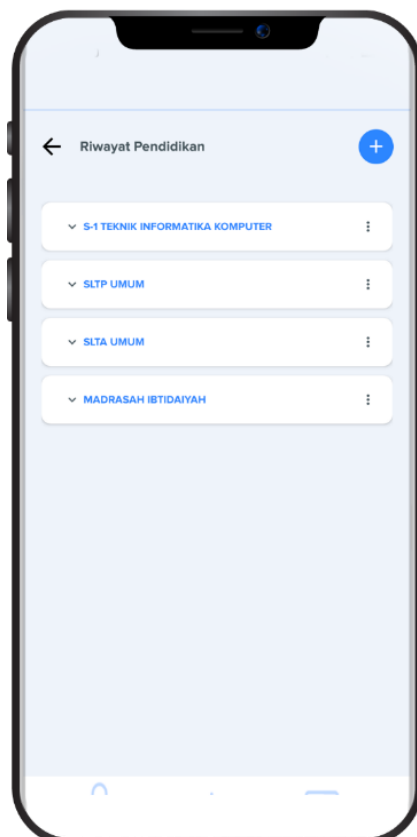 Riwayat Pendidikan
S-1 TEKNIK INFORMATIKA KOMPUTER
SLTP UMUM
SLTA UMUM
MADRASAH IBTIDAIYAH